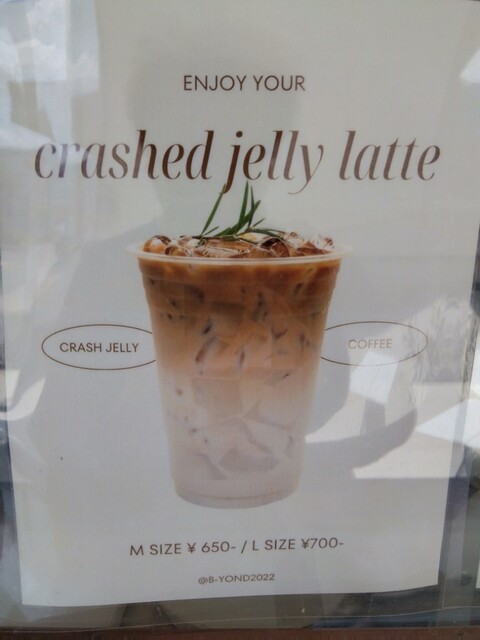 ENJOY YOUR
crashed jelly latte
CRASH JELLY
COFFEE
M SIZE ¥ 650- / L SIZE ¥700-
@B-YOND2022